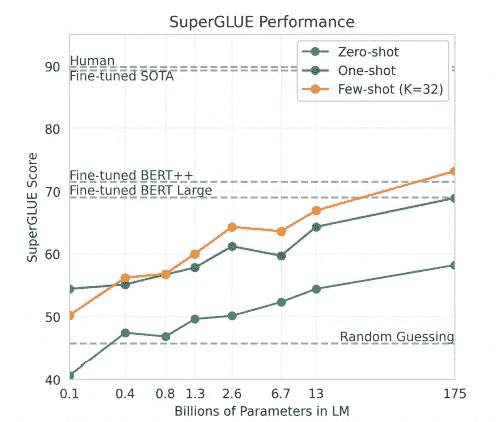 SuperGLUE Performance
Zero-shot
One-shot
Few-shot (K=32)
Human
Fine-tuned SOTA
Fine-tuned BERT++
Fine-tuned BERT Large
Random Guessing
SuperGLUE Score
90
80
70
60
50
40
0.1 0.4 0.8 1.3 2.6 6.7 13 175
Billions of Parameters in LM